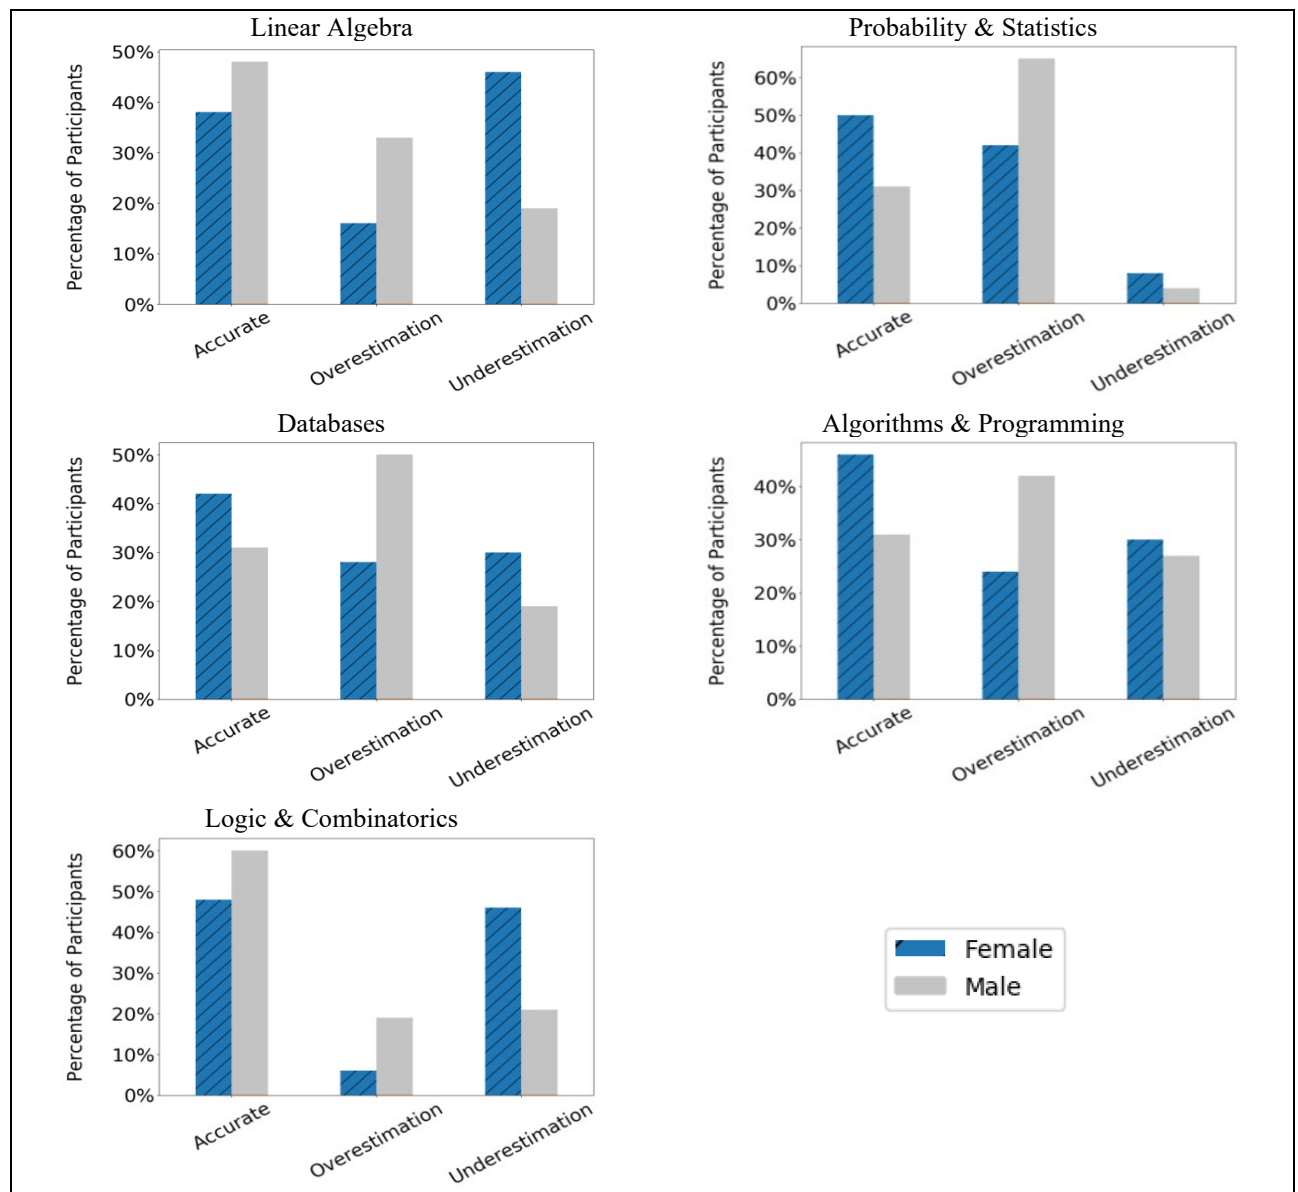 Linear Algebra
Percentage of Participants
50%
40%
30%
20%
10%
0%
Accurate
Overestimation
Underestimation
Probability & Statistics
Percentage of Participants
60%
50%
40%
30%
20%
10%
0%
Accurate
Overestimation
Underestimation
Databases
Percentage of Participants
50%
40%
30%
20%
10%
0%
Accurate
Overestimation
Underestimation
Algorithms & Programming
Percentage of Participants
40%
30%
20%
10%
0%
Accurate
Overestimation
Underestimation
Logic & Combinatorics
Percentage of Participants
60%
50%
40%
30%
20%
10%
0%
Accurate
Overestimation
Underestimation
Female
Male